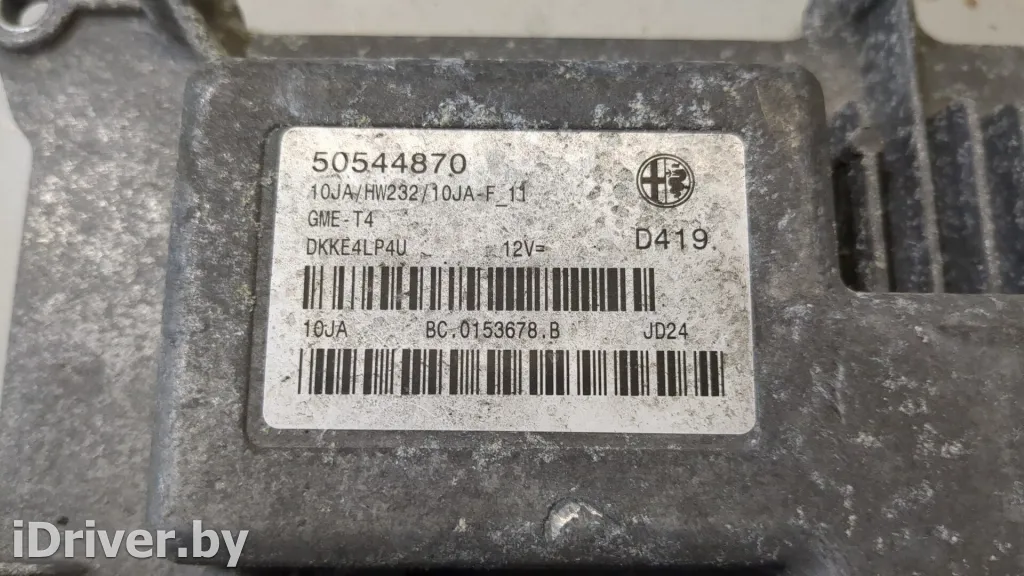 50544870
10JA/HW232/10JA-F_11
GME-T4
DKKE4LP4U 12V=
D419
10JA BC.0153678.B JD24
iDriver.by